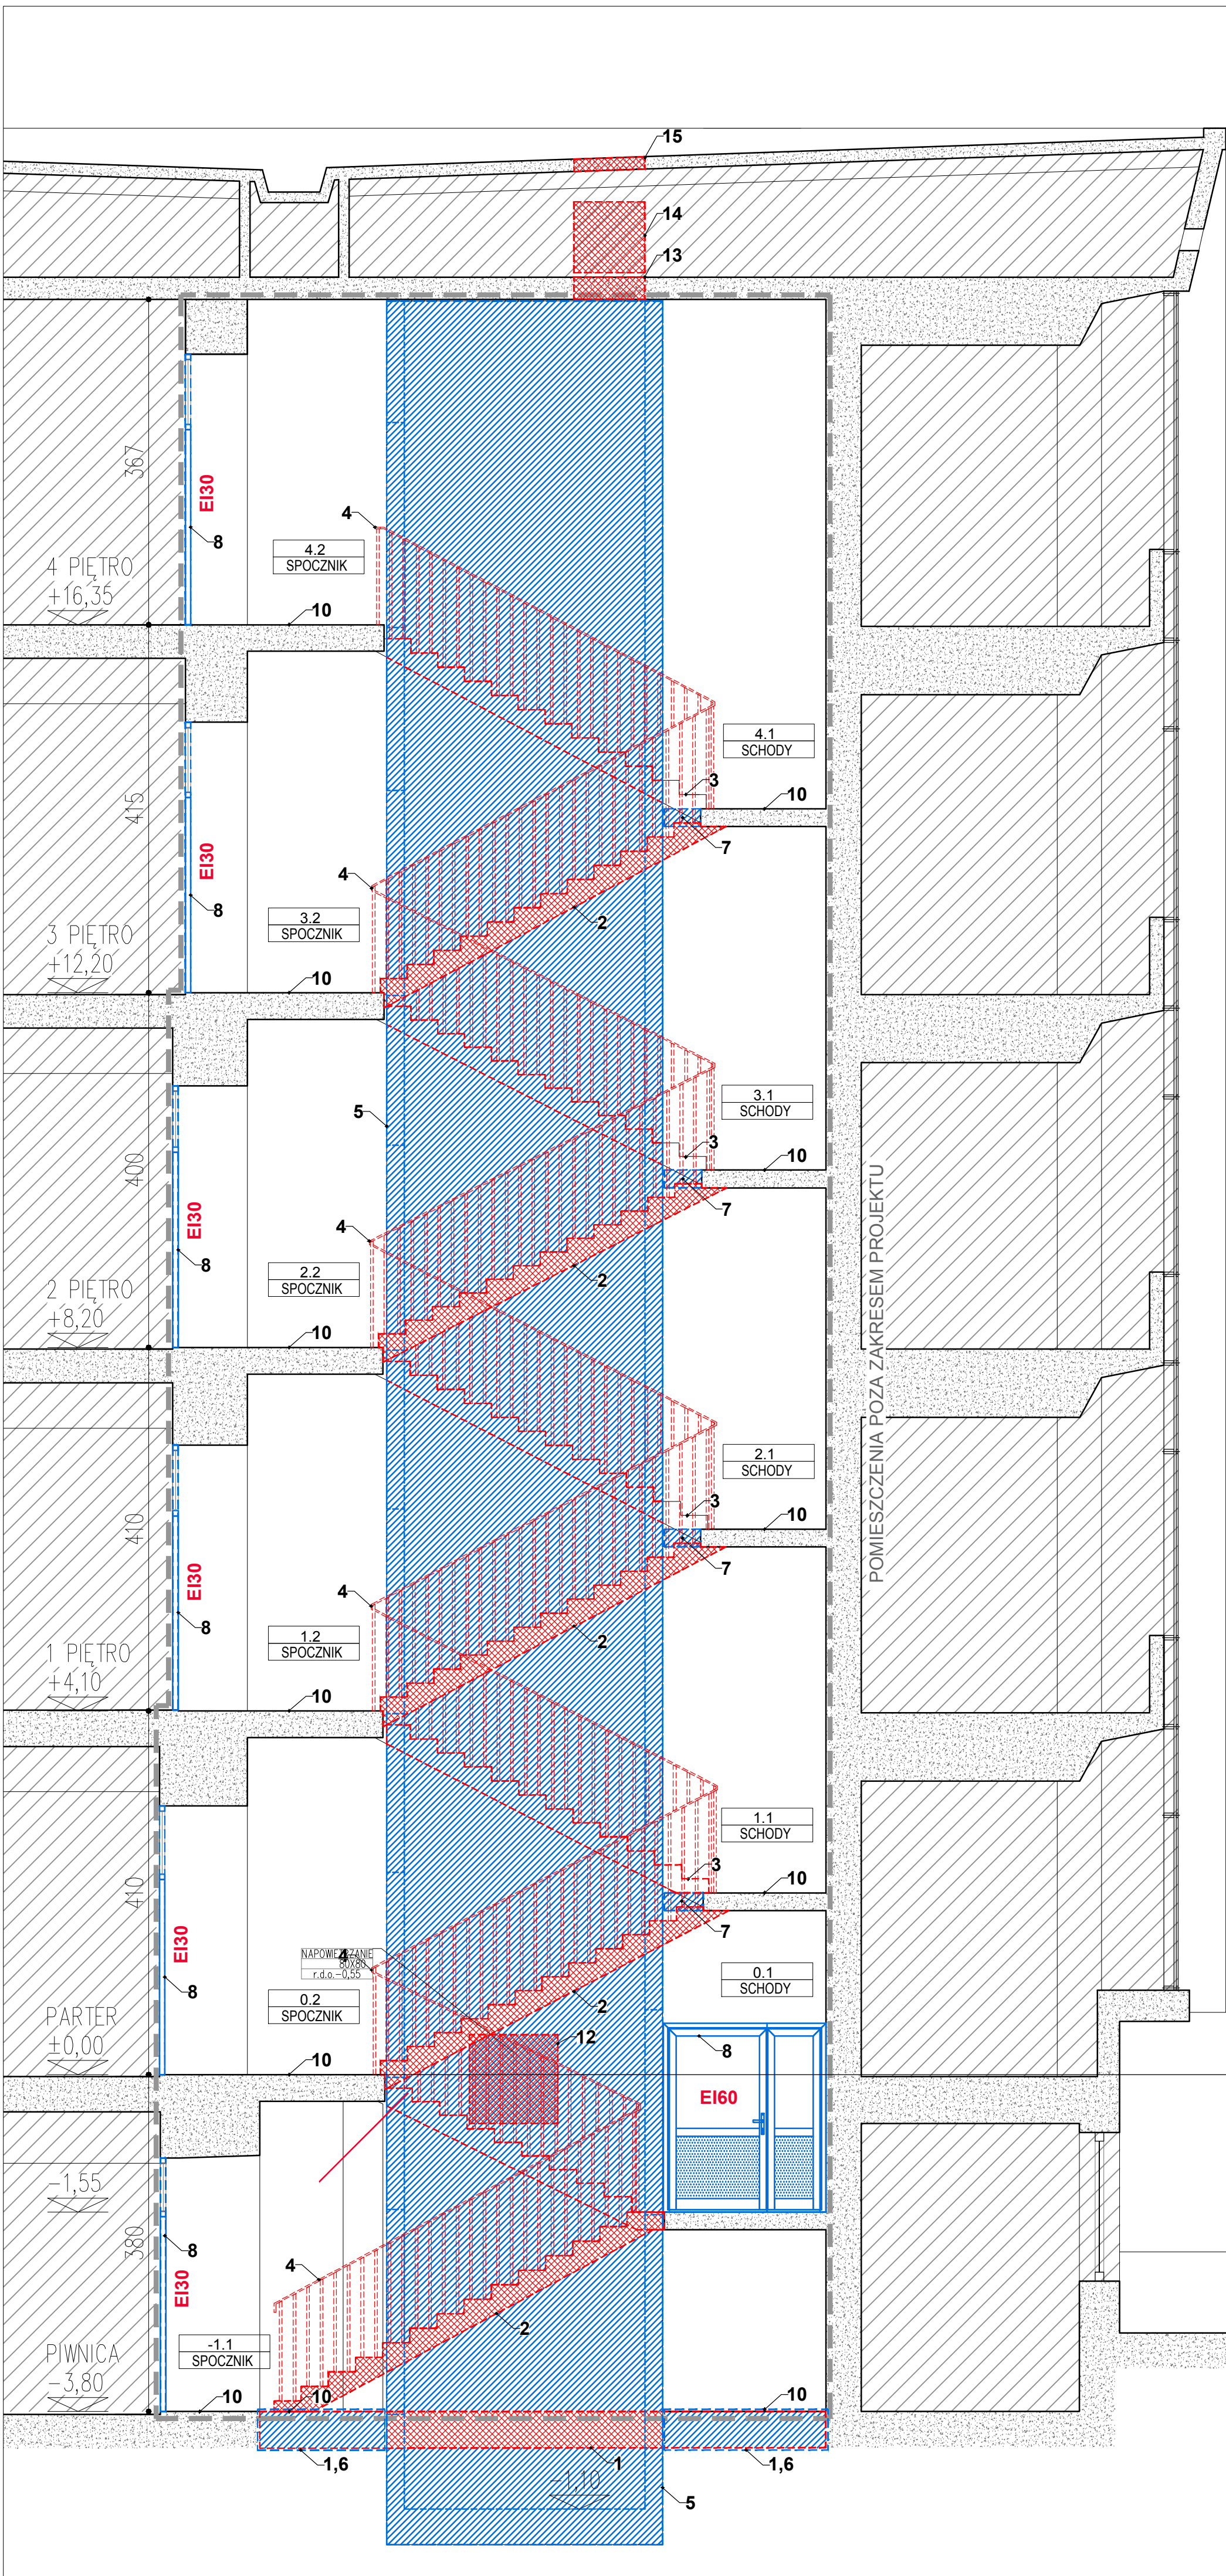 15
14
13
367
EI30
8
4
4.2
SPOCZNIK
4 PIĘTRO
+16,35
10
4.1
SCHODY
3
10
7
415
EI30
8
4
3.2
SPOCZNIK
2
3 PIĘTRO
+12,20
10
5
3.1
SCHODY
3
10
7
400
EI30
8
4
2.2
SPOCZNIK
2
2 PIĘTRO
+8,20
10
POMIESZCZENIA POZA ZAKRESEM PROJEKTU
2.1
SCHODY
3
10
7
410
EI30
8
4
1.2
SPOCZNIK
2
1 PIĘTRO
+4,10
10
1.1
SCHODY
3
10
7
410
EI30
8
NAPOWIETRZANIE
80X80
r.d.o.-0,55
4
0.2
SPOCZNIK
2
0.1
SCHODY
PARTER
±0,00
10
12
8
EI60
-1,55
380
8
EI30
4
2
-1.1
SPOCZNIK
PIWNICA
-3,80
10
10
10
1,6
1
1,6
-1,10
5